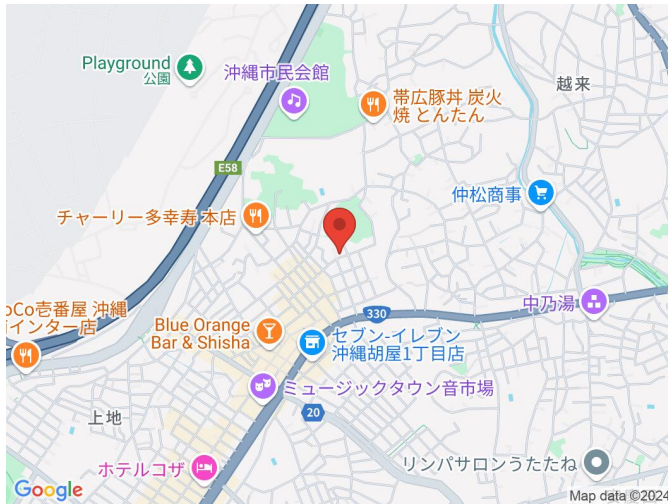 Playground
公園
沖縄市民会館
帯広豚丼 炭火
焼 とんたん
越来
E58
チャーリー多幸寿 本店
仲松商事
oCo壱番屋 沖縄
インター店
Blue Orange
Bar & Shisha
330
中乃湯
セブン-イレブン
沖縄胡屋1丁目店
ミュージックタウン音市場
上地
20
ホテルコザ
リンパサロンうたたね
Google
Map data ©2024